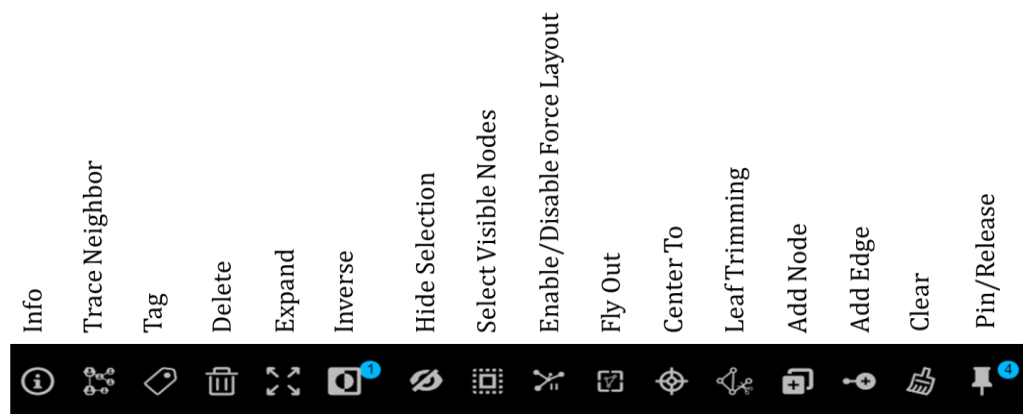 Info
Trace Neighbor
Tag
Delete
Expand
Inverse
Hide Selection
Select Visible Nodes
Enable/Disable Force Layout
Fly Out
Center To
Leaf Trimming
Add Node
Add Edge
Clear
Pin/Release
1
4